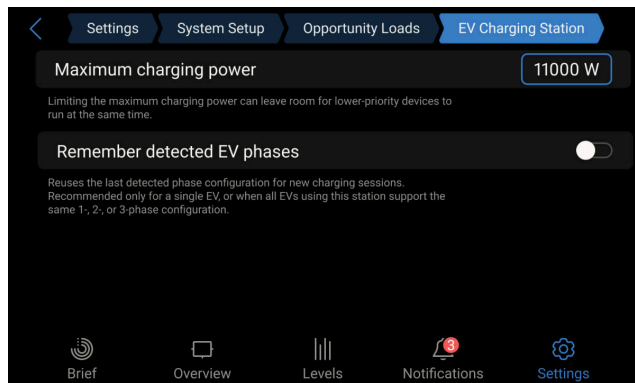 Settings
System Setup
Opportunity Loads
EV Charging Station
Maximum charging power
11000 W
Limiting the maximum charging power can leave room for lower-priority devices to
run at the same time.
Remember detected EV phases
Reuses the last detected phase configuration for new charging sessions.
Recommended only for a single EV, or when all EVs using this station support the
same 1-, 2-, or 3-phase configuration.
3
Brief
Overview
Levels
Notifications
Settings